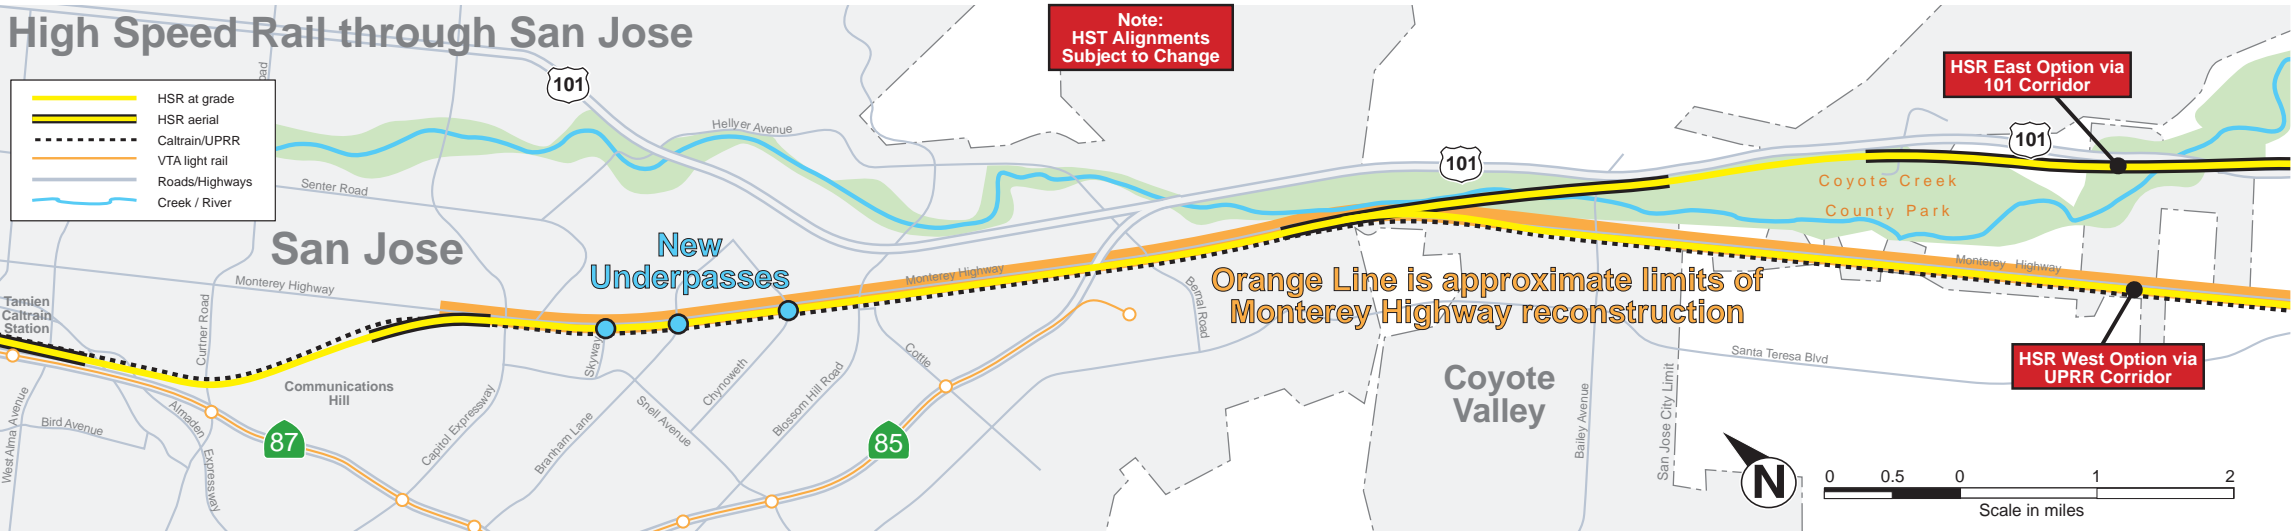 High Speed Rail through San Jose
Note:
HST Alignments
Subject to Change
HSR East Option via
101 Corridor
101
101
101
HSR at grade
HSR aerial
Caltrain/UPRR
VTA light rail
Roads/Highways
Creek / River
Hellyer Avenue
Senter Road
Coyote Creek
County Park
San Jose
New
Underpasses
Monterey Highway
Monterey Highway
Monterey Highway
Orange Line is approximate limits of
Monterey Highway reconstruction
Tamien
Caltrain
Station
Curtner Road
Communications
Hill
Skyway
Chynoweth
Cottle
Bernal Road
Santa Teresa Blvd
HSR West Option via
UPRR Corridor
Coyote
Valley
West Alma Avenue
Bird Avenue
Almaden
Expressway
87
Capitol Expressway
Branham Lane
Snell Avenue
Blossom Hill Road
85
Bailey Avenue
San Jose City Limit
N
0 0.5 0 1 2
Scale in miles